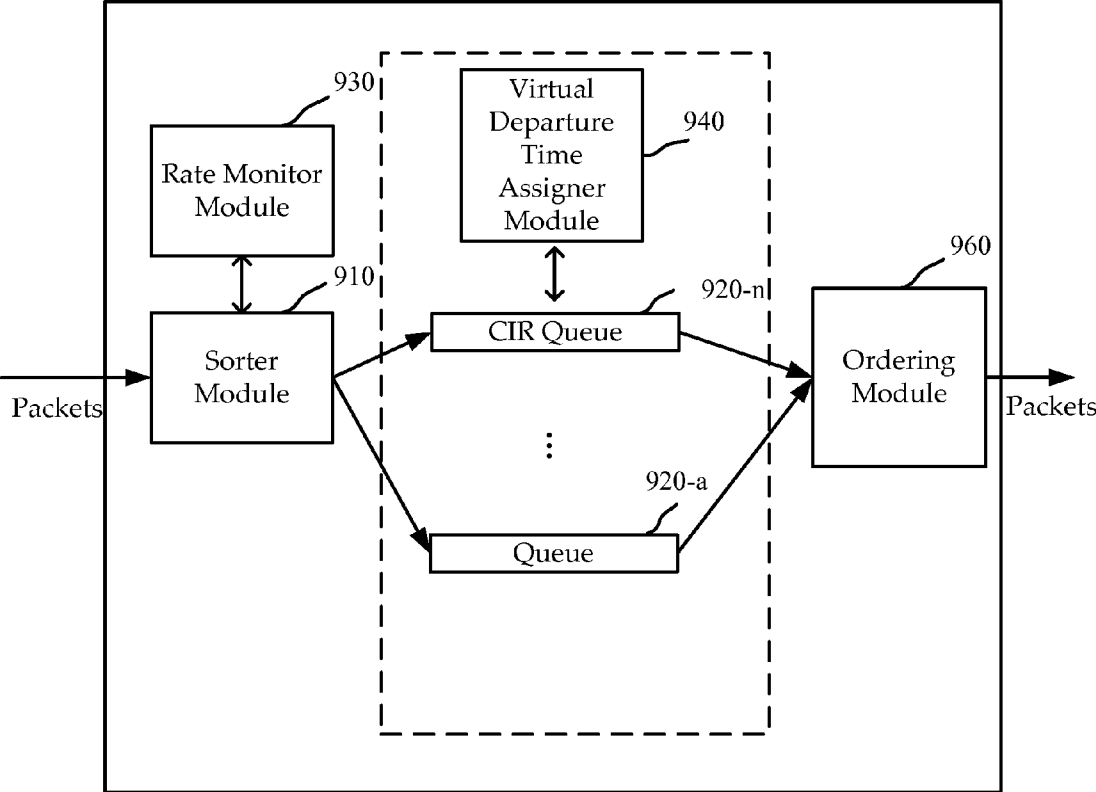 930
Rate Monitor
Module
Virtual
Departure
Time
Assigner
Module
940
910
Sorter
Module
Packets
920-n
CIR Queue
960
Ordering
Module
Packets
920-a
Queue